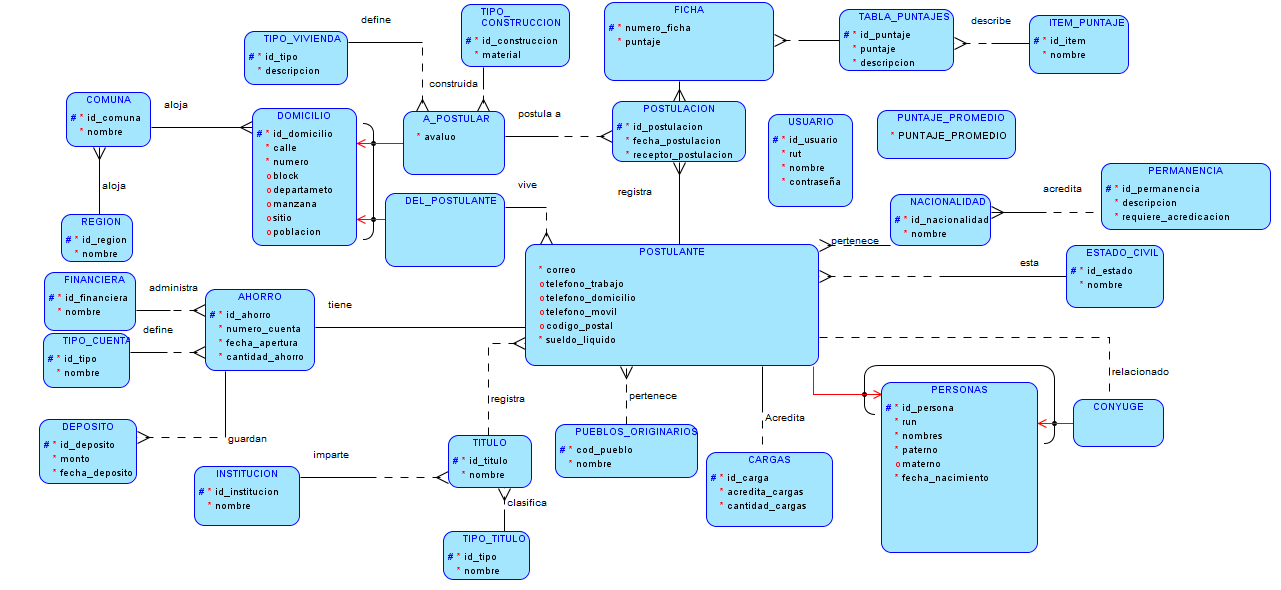 define
TIPO_VIVIENDA
# * id_tipo
* descripcion
TIPO_
CONSTRUCCION
# * id_construccion
* material
FICHA
# * numero_ficha
* puntaje
TABLA_PUNTAJES
# * id_puntaje
* puntaje
* descripcion
describe
ITEM_PUNTAJE
# * id_item
* nombre
construida
COMUNA
# * id_comuna
* nombre
aloja
DOMICILIO
# * id_domicilio
* calle
* numero
o block
o departameto
o manzana
o sitio
o poblacion
A_POSTULAR
* avaluo
postula a
POSTULACION
# * id_postulacion
* fecha_postulacion
* receptor_postulacion
USUARIO
# * id_usuario
* rut
* nombre
* contraseña
PUNTAJE_PROMEDIO
* PUNTAJE_PROMEDIO
aloja
REGION
# * id_region
* nombre
DEL_POSTULANTE
vive
registra
NACIONALIDAD
# * id_nacionalidad
* nombre
acredita
PERMANENCIA
# * id_permanencia
* descripcion
* requiere_acredicacion
pertenece
POSTULANTE
* correo
o telefono_trabajo
o telefono_domicilio
o telefono_movil
o codigo_postal
* sueldo_liquido
esta
ESTADO_CIVIL
# * id_estado
* nombre
FINANCIERA
# * id_financiera
* nombre
administra
AHORRO
# * id_ahorro
* numero_cuenta
* fecha_apertura
* cantidad_ahorro
tiene
TIPO_CUENTA
# * id_tipo
* nombre
define
relacionado
PERSONAS
# * id_persona
* run
* nombres
* paterno
o materno
* fecha_nacimiento
CONYUGE
registra
pertenece
Acredita
DEPOSITO
# * id_deposito
* monto
* fecha_deposito
guardan
PUEBLOS_ORIGINARIOS
# * cod_pueblo
* nombre
TITULO
# * id_titulo
* nombre
imparte
INSTITUCION
# * id_institucion
* nombre
CARGAS
# * id_carga
* acredita_cargas
* cantidad_cargas
clasifica
TIPO_TITULO
# * id_tipo
* nombre